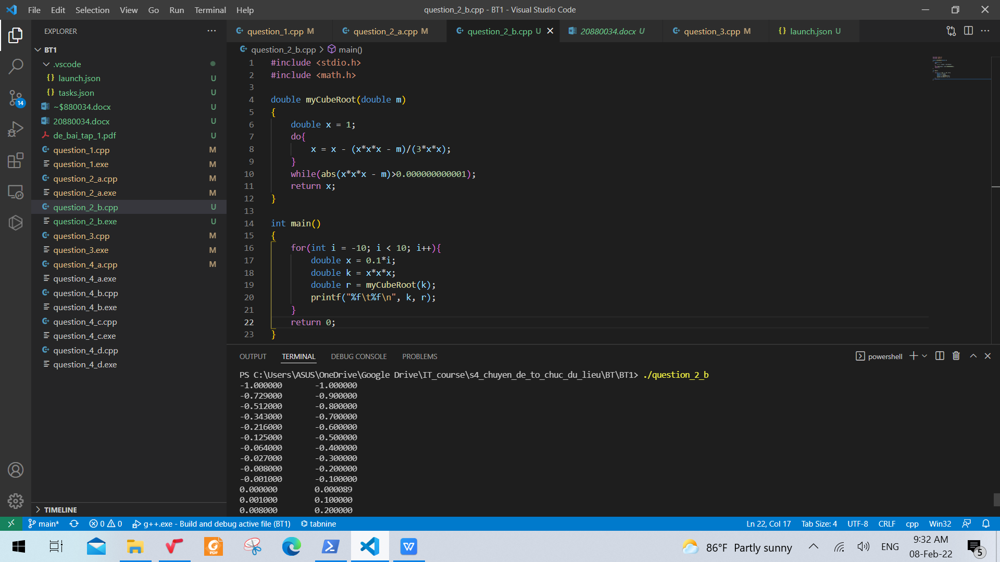 File Edit Selection View Go Run Terminal Help
question_2_b.cpp - BT1 - Visual Studio Code
EXPLORER
BT1
.vscode
launch.json U
tasks.json U
~$880034.docx U
20880034.docx U
de_bai_tap_1.pdf U
question_1.cpp M
question_1.exe M
question_2_a.cpp M
question_2_a.exe M
question_2_b.cpp U
question_2_b.exe U
question_3.cpp M
question_3.exe M
question_4_a.cpp M
question_4_a.exe
question_4_b.cpp
question_4_b.exe
question_4_c.cpp
question_4_c.exe
question_4_d.cpp
question_4_d.exe
TIMELINE
14
question_1.cpp M question_2_a.cpp M question_2_b.cpp U 20880034.docx U question_3.cpp M launch.json U
question_2_b.cpp > main()
1 #include <stdio.h>
2 #include <math.h>
3
4 double myCubeRoot(double m)
5 {
6 double x = 1;
7 do{
8 x = x - (x*x*x - m)/(3*x*x);
9 }
10 while(abs(x*x*x - m)>0.000000000001);
11 return x;
12 }
13
14 int main()
15 {
16 for(int i = -10; i < 10; i++){
17 double x = 0.1*i;
18 double k = x*x*x;
19 double r = myCubeRoot(k);
20 printf("%f\t%f\n", k, r);
21 }
22 return 0;
23 }
OUTPUT TERMINAL DEBUG CONSOLE PROBLEMS
powershell
PS C:\Users\ASUS\OneDrive\Google Drive\IT_course\s4_chuyen_de_to_chuc_du_lieu\BT\BT1> ./question_2_b
-1.000000 -1.000000
-0.729000 -0.900000
-0.512000 -0.800000
-0.343000 -0.700000
-0.216000 -0.600000
-0.125000 -0.500000
-0.064000 -0.400000
-0.027000 -0.300000
-0.008000 -0.200000
-0.001000 -0.100000
0.000000 0.000089
0.001000 0.100000
0.008000 0.200000
main* 0 0 g++.exe - Build and debug active file (BT1) tabnine
Ln 22, Col 17 Tab Size: 4 UTF-8 CRLF cpp Win32
PDF
W
86°F Partly sunny
ENG
9:32 AM
08-Feb-22
5